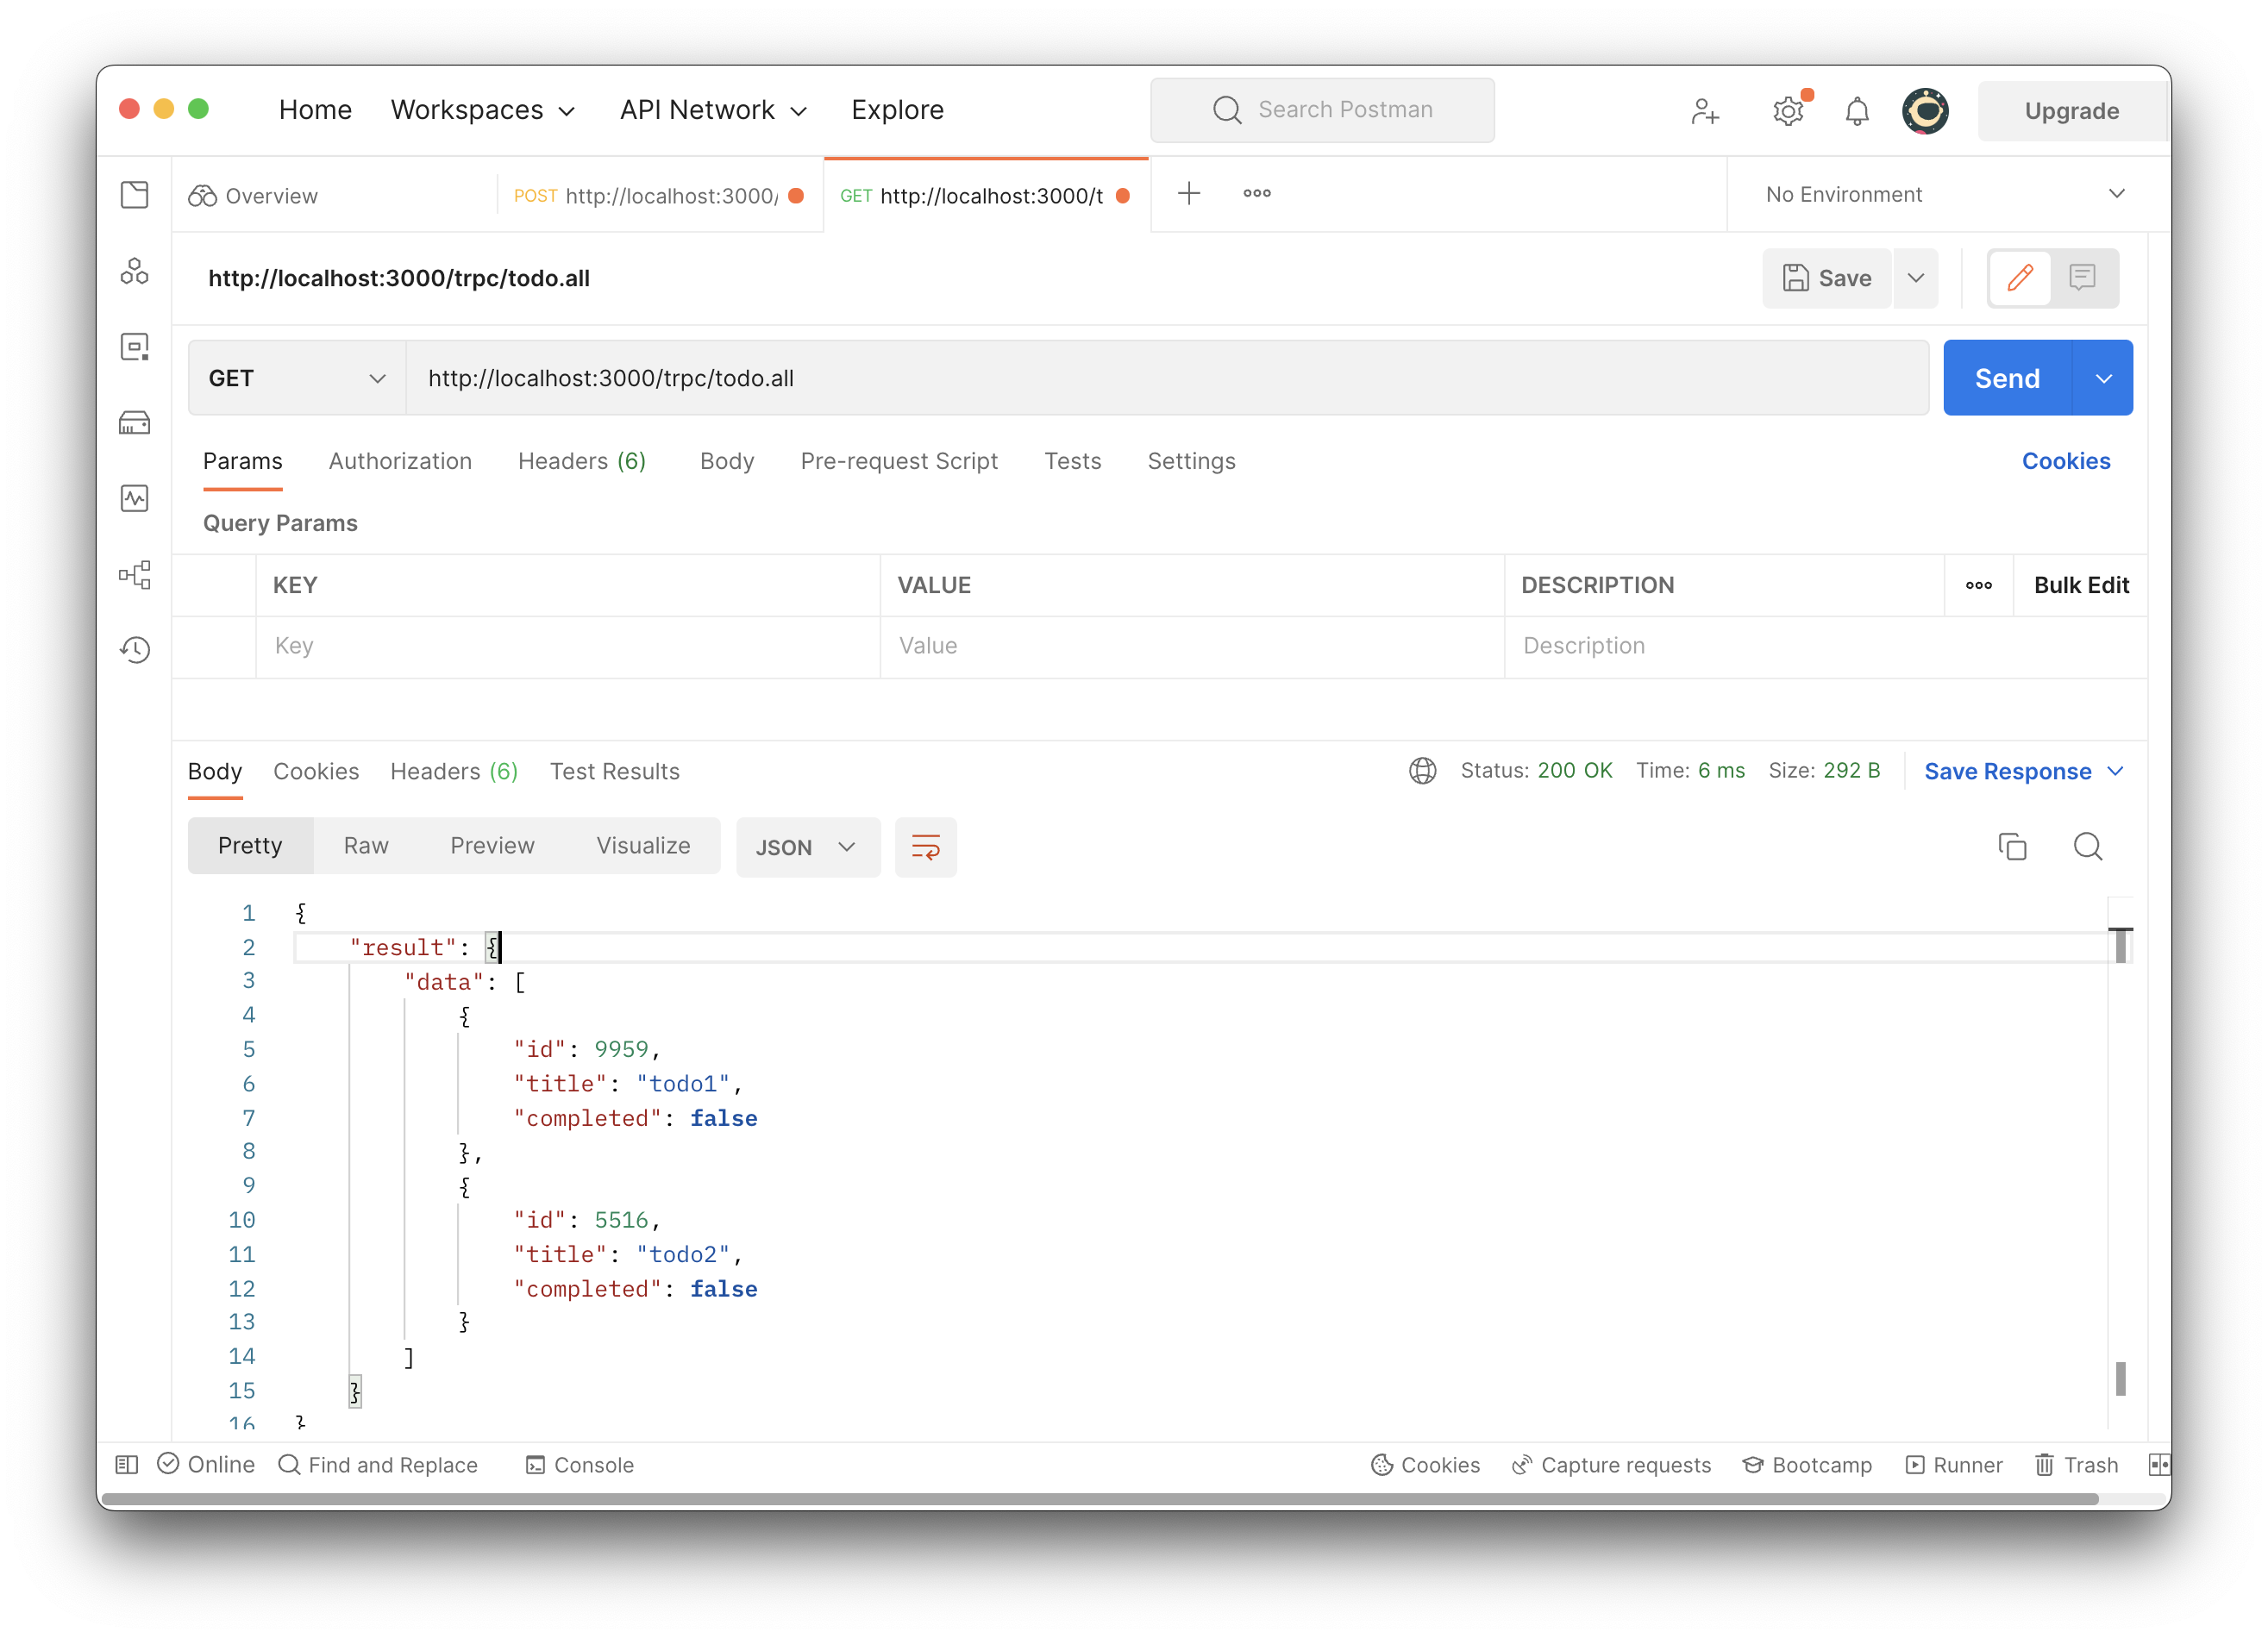 Home Workspaces API Network Explore Search Postman Upgrade
Overview POST http://localhost:3000/ GET http://localhost:3000/t No Environment
http://localhost:3000/trpc/todo.all Save
GET http://localhost:3000/trpc/todo.all Send
Params Authorization Headers (6) Body Pre-request Script Tests Settings Cookies
Query Params
KEY VALUE DESCRIPTION Bulk Edit
Key Value Description
Body Cookies Headers (6) Test Results Status: 200 OK Time: 6 ms Size: 292 B Save Response
Pretty Raw Preview Visualize JSON
1 {
2 "result": {
3 "data": [
4 {
5 "id": 9959,
6 "title": "todo1",
7 "completed": false
8 },
9 {
10 "id": 5516,
11 "title": "todo2",
12 "completed": false
13 }
14 ]
15 }
16 }
Online Find and Replace Console Cookies Capture requests Bootcamp Runner Trash